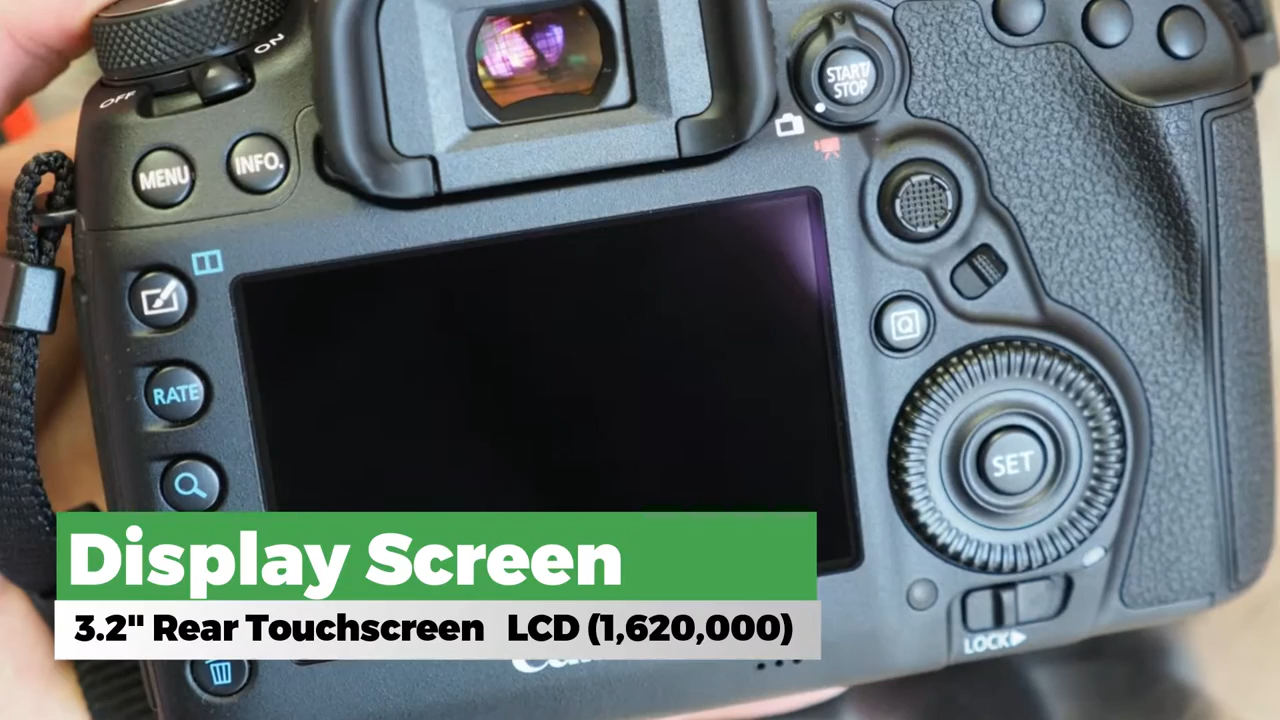 ON
OFF
START/
STOP
MENU
INFO.
RATE
Q
SET
Display Screen
3.2" Rear Touchscreen LCD (1,620,000)
LOCK▶